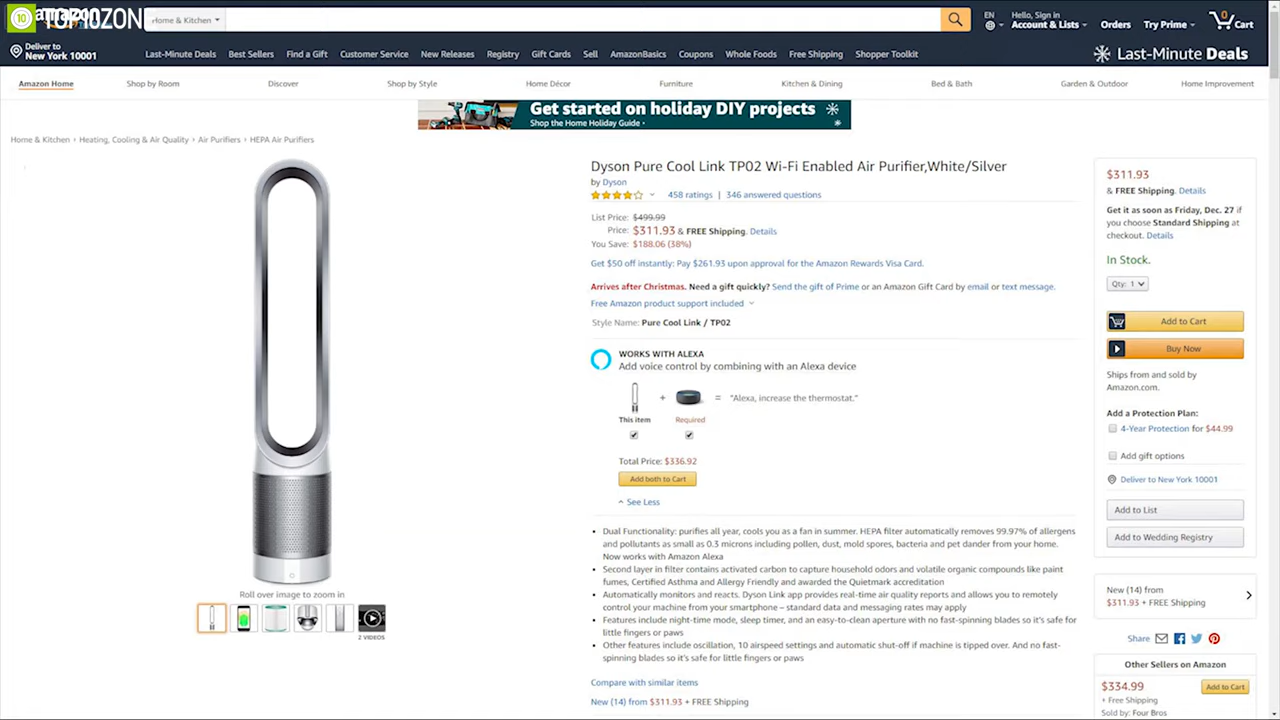 10 TOP10ZON
Home & Kitchen
EN
Hello, Sign in
Account & Lists
Orders
Try Prime
0
Cart
Deliver to
New York 10001
Last-Minute Deals
Best Sellers
Find a Gift
Customer Service
New Releases
Registry
Gift Cards
Sell
AmazonBasics
Coupons
Whole Foods
Free Shipping
Shopper Toolkit
Last-Minute Deals
Amazon Home
Shop by Room
Discover
Shop by Style
Home Décor
Furniture
Kitchen & Dining
Bed & Bath
Garden & Outdoor
Home Improvement
Get started on holiday DIY projects
Shop the Home Holiday Guide ›
Home & Kitchen › Heating, Cooling & Air Quality › Air Purifiers › HEPA Air Purifiers
Roll over image to zoom in
2 VIDEOS
Dyson Pure Cool Link TP02 Wi-Fi Enabled Air Purifier,White/Silver
by Dyson
458 ratings | 346 answered questions
List Price: $499.99
Price: $311.93 & FREE Shipping. Details
You Save: $188.06 (38%)
Get $50 off instantly: Pay $261.93 upon approval for the Amazon Rewards Visa Card.
Arrives after Christmas. Need a gift quickly? Send the gift of Prime or an Amazon Gift Card by email or text message.
Free Amazon product support included
Style Name: Pure Cool Link / TP02
WORKS WITH ALEXA
Add voice control by combining with an Alexa device
+ = "Alexa, increase the thermostat."
This item
Required
Total Price: $336.92
Add both to Cart
See Less
• Dual Functionality: purifies all year, cools you as a fan in summer. HEPA filter automatically removes 99.97% of allergens
and pollutants as small as 0.3 microns including pollen, dust, mold spores, bacteria and pet dander from your home.
Now works with Amazon Alexa
• Second layer in filter contains activated carbon to capture household odors and volatile organic compounds like paint
fumes, Certified Asthma and Allergy Friendly and awarded the Quietmark accreditation
• Automatically monitors and reacts. Dyson Link app provides real-time air quality reports and allows you to remotely
control your machine from your smartphone – standard data and messaging rates may apply
• Features include night-time mode, sleep timer, and an easy-to-clean aperture with no fast-spinning blades so it's safe for
little fingers or paws
• Other features include oscillation, 10 airspeed settings and automatic shut-off if machine is tipped over. And no fast-
spinning blades so it's safe for little fingers or paws
Compare with similar items
New (14) from $311.93 + FREE Shipping
$311.93
& FREE Shipping. Details
Get it as soon as Friday, Dec. 27 if
you choose Standard Shipping at
checkout. Details
In Stock.
Qty: 1
Add to Cart
Buy Now
Ships from and sold by
Amazon.com.
Add a Protection Plan:
4-Year Protection for $44.99
Add gift options
Deliver to New York 10001
Add to List
Add to Wedding Registry
New (14) from
$311.93 + FREE Shipping
Share
Other Sellers on Amazon
$334.99
Add to Cart
+ Free Shipping
Sold by: Four Bros